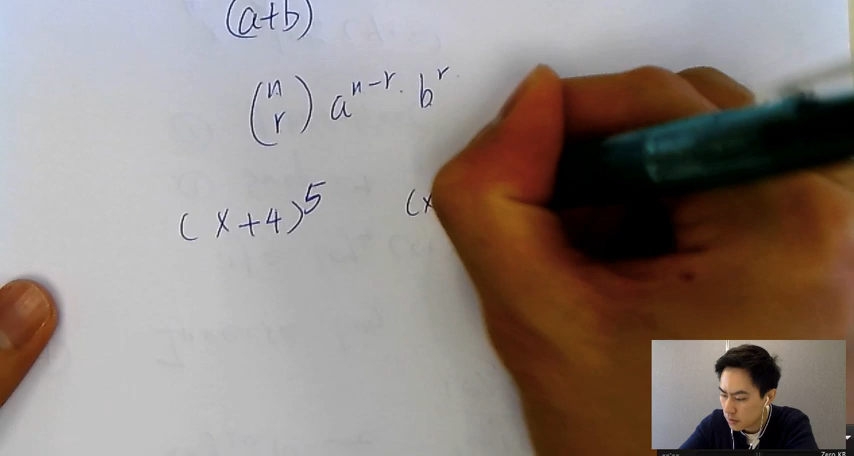 (a+b)
(n r) a^{n-r} · b^r
(x+4)^5 (x